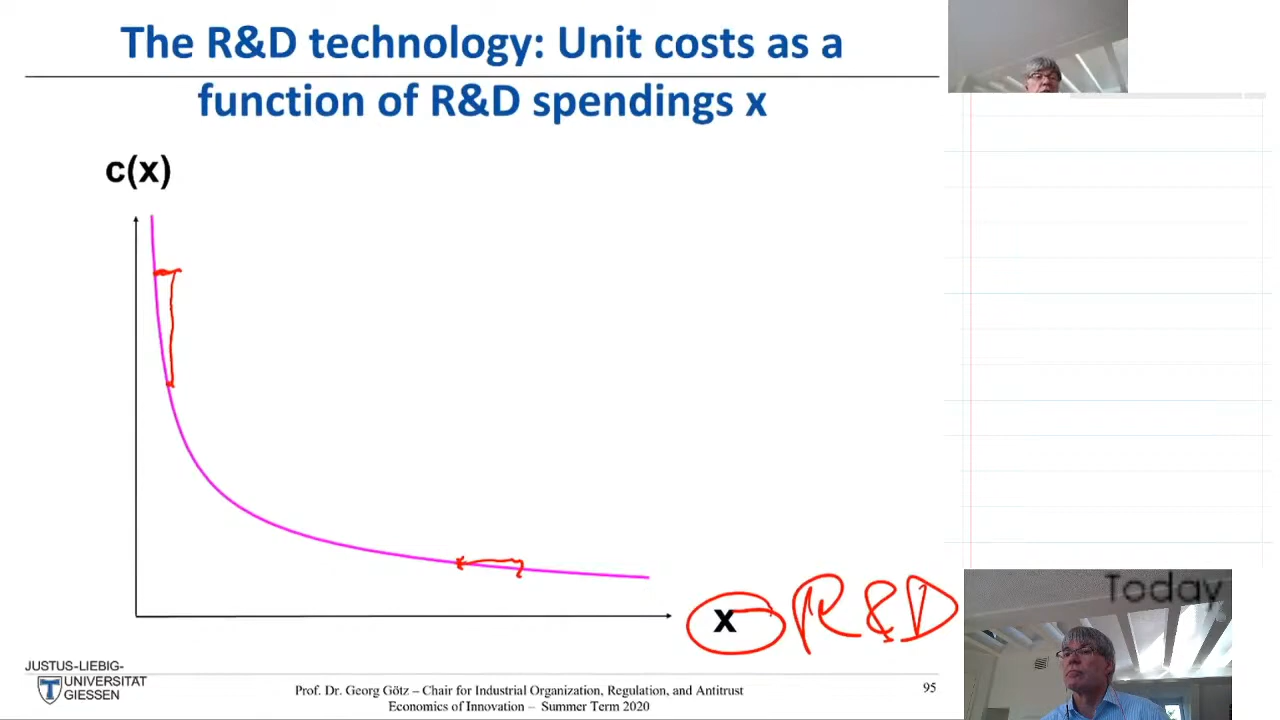 The R&D technology: Unit costs as a
function of R&D spendings x
c(x)
x R&D
Today
JUSTUS-LIEBIG-
UNIVERSITAT
GIESSEN
Prof. Dr. Georg Götz – Chair for Industrial Organization, Regulation, and Antitrust
Economics of Innovation – Summer Term 2020
95